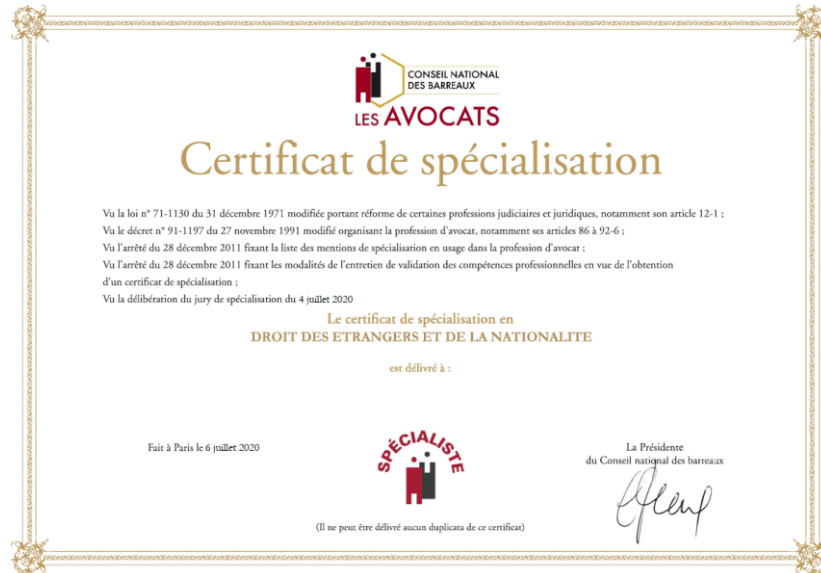 CONSEIL NATIONAL
DES BARREAUX
LES AVOCATS
Certificat de spécialisation
Vu la loi n° 71-1130 du 31 décembre 1971 modifiée portant réforme de certaines professions judiciaires et juridiques, notamment son article 12-1 ;
Vu le décret n° 91-1197 du 27 novembre 1991 modifié organisant la profession d'avocat, notamment ses articles 86 à 92-6 ;
Vu l'arrêté du 28 décembre 2011 fixant la liste des mentions de spécialisation en usage dans la profession d'avocat ;
Vu l'arrêté du 28 décembre 2011 fixant les modalités de l'entretien de validation des compétences professionnelles en vue de l'obtention
d'un certificat de spécialisation ;
Vu la délibération du jury de spécialisation du 4 juillet 2020
Le certificat de spécialisation en
DROIT DES ETRANGERS ET DE LA NATIONALITE
est délivré à :
Fait à Paris le 6 juillet 2020
SPÉCIALISTE
La Présidente
du Conseil national des barreaux
(Il ne peut être délivré aucun duplicata de ce certificat)